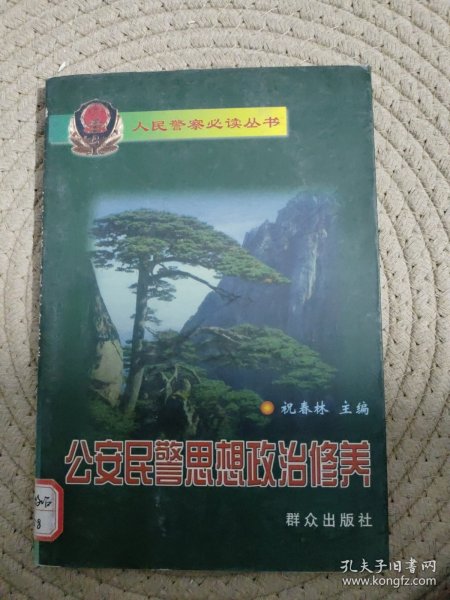 人民警察必读丛书
祝春林 主编
公安民警思想政治修养
群众出版社
8
孔夫子旧书网
www.kongfz.com